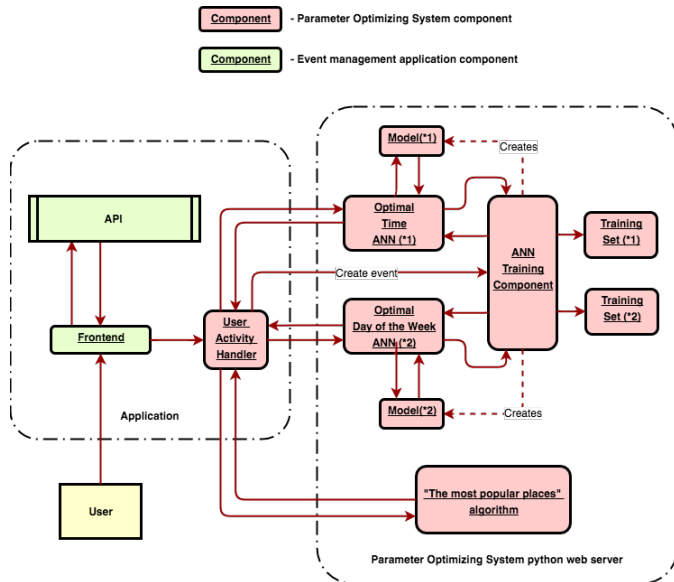 Component
- Parameter Optimizing System component
Component
- Event management application component
Model(*1)
Creates
API
Optimal
Time
ANN (*1)
ANN
Training
Component
Training
Set (*1)
Create event
Frontend
User
Activity
Handler
Optimal
Day of the Week
ANN (*2)
Training
Set (*2)
Application
Model(*2)
Creates
User
"The most popular places"
algorithm
Parameter Optimizing System python web server